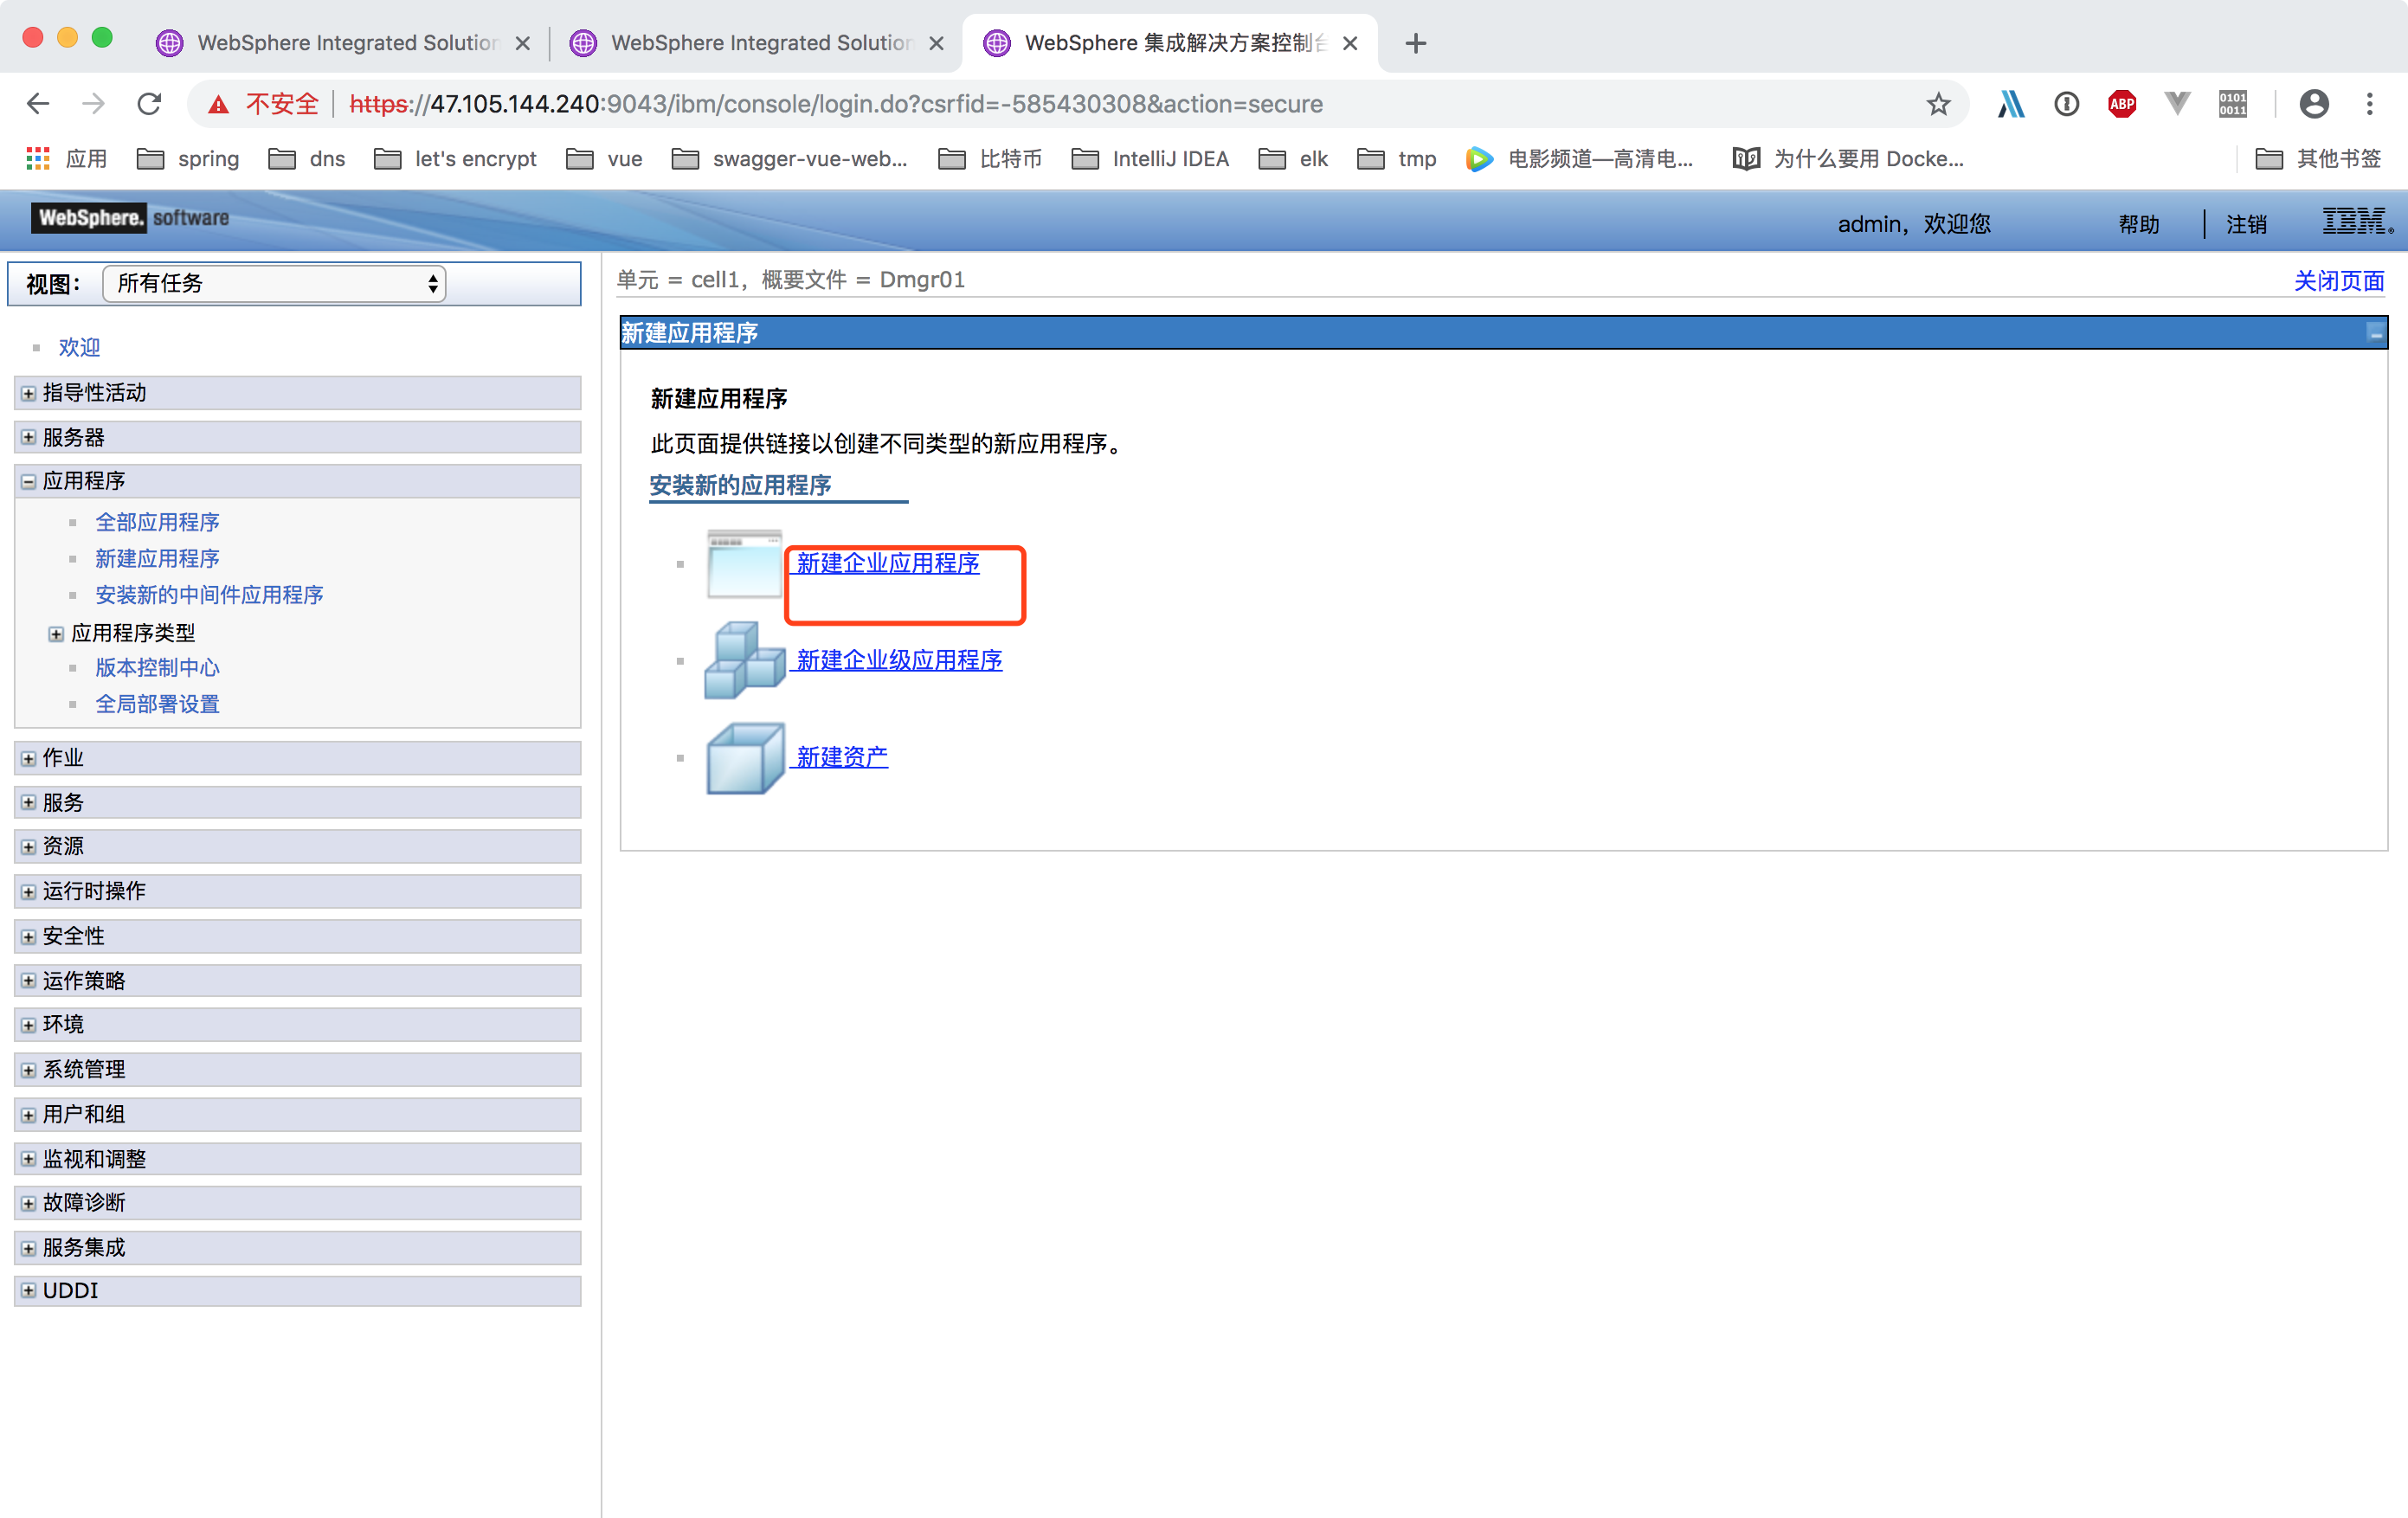 WebSphere Integrated Solution
WebSphere Integrated Solution
WebSphere 集成解决方案控制台
不安全 https://47.105.144.240:9043/ibm/console/login.do?csrfid=-585430308&action=secure
ABP
0101
0011
应用 spring dns let's encrypt vue swagger-vue-web... 比特币 IntelliJ IDEA elk tmp 电影频道—高清电... 为什么要用 Docke... 其他书签
WebSphere. software
admin，欢迎您 帮助 注销 IBM.
视图： 所有任务
欢迎
指导性活动
服务器
应用程序
全部应用程序
新建应用程序
安装新的中间件应用程序
应用程序类型
版本控制中心
全局部署设置
作业
服务
资源
运行时操作
安全性
运作策略
环境
系统管理
用户和组
监视和调整
故障诊断
服务集成
UDDI
单元 = cell1，概要文件 = Dmgr01
关闭页面
新建应用程序
新建应用程序
此页面提供链接以创建不同类型的新应用程序。
安装新的应用程序
新建企业应用程序
新建企业级应用程序
新建资产